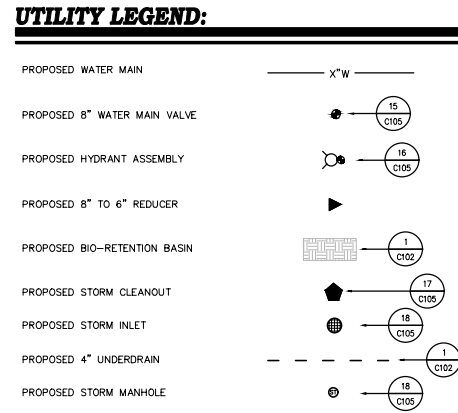 UTILITY LEGEND:
PROPOSED WATER MAIN X"W
PROPOSED 8" WATER MAIN VALVE 15 C105
PROPOSED HYDRANT ASSEMBLY 16 C105
PROPOSED 8" TO 6" REDUCER
PROPOSED BIO-RETENTION BASIN 1 C102
PROPOSED STORM CLEANOUT 17 C105
PROPOSED STORM INLET 18 C105
PROPOSED 4" UNDERDRAIN 1 C102
PROPOSED STORM MANHOLE ST 18 C105